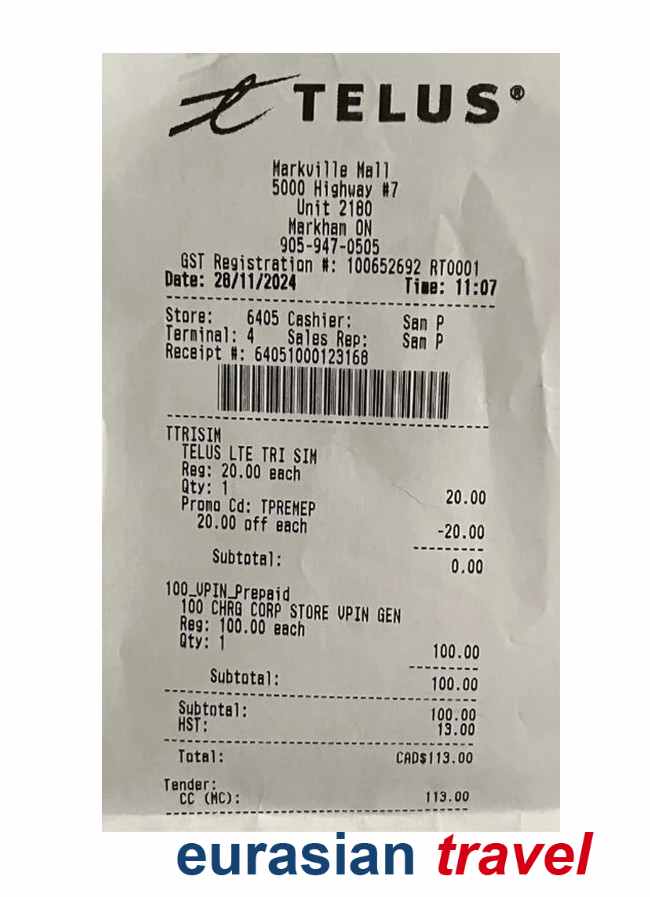 TELUS®
Markville Mall
5000 Highway #7
Unit 2180
Markham ON
905-947-0505
GST Registration #: 100652692 RT0001
Date: 28/11/2024 Time: 11:07
Store: 6405 Cashier: Sam P
Terminal: 4 Sales Rep: Sam P
Receipt #: 64051000123168
TTRISIM
TELUS LTE TRI SIM
Reg: 20.00 each
Qty: 1 20.00
Promo Cd: TPREMEP
20.00 off each -20.00
Subtotal: 0.00
100_VPIN_Prepaid
100 CHRG CORP STORE VPIN GEN
Reg: 100.00 each
Qty: 1 100.00
Subtotal: 100.00
Subtotal: 100.00
HST: 13.00
Total: CAD$113.00
Tender:
CC (MC): 113.00
eurasian travel